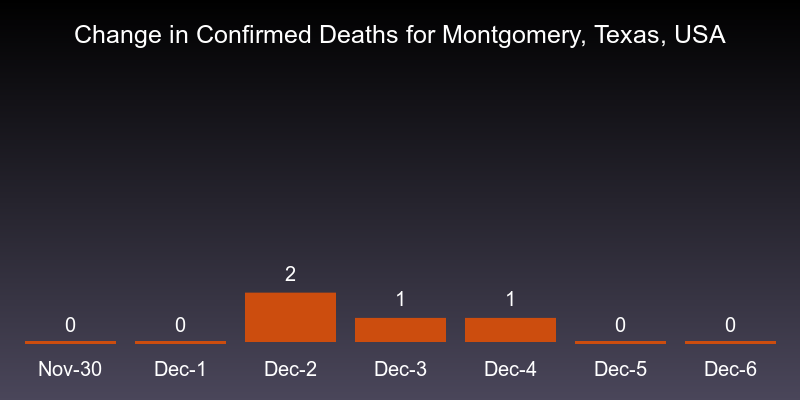 Change in Confirmed Deaths for Montgomery, Texas, USA
2
1 1
0 0 0 0
Nov-30 Dec-1 Dec-2 Dec-3 Dec-4 Dec-5 Dec-6